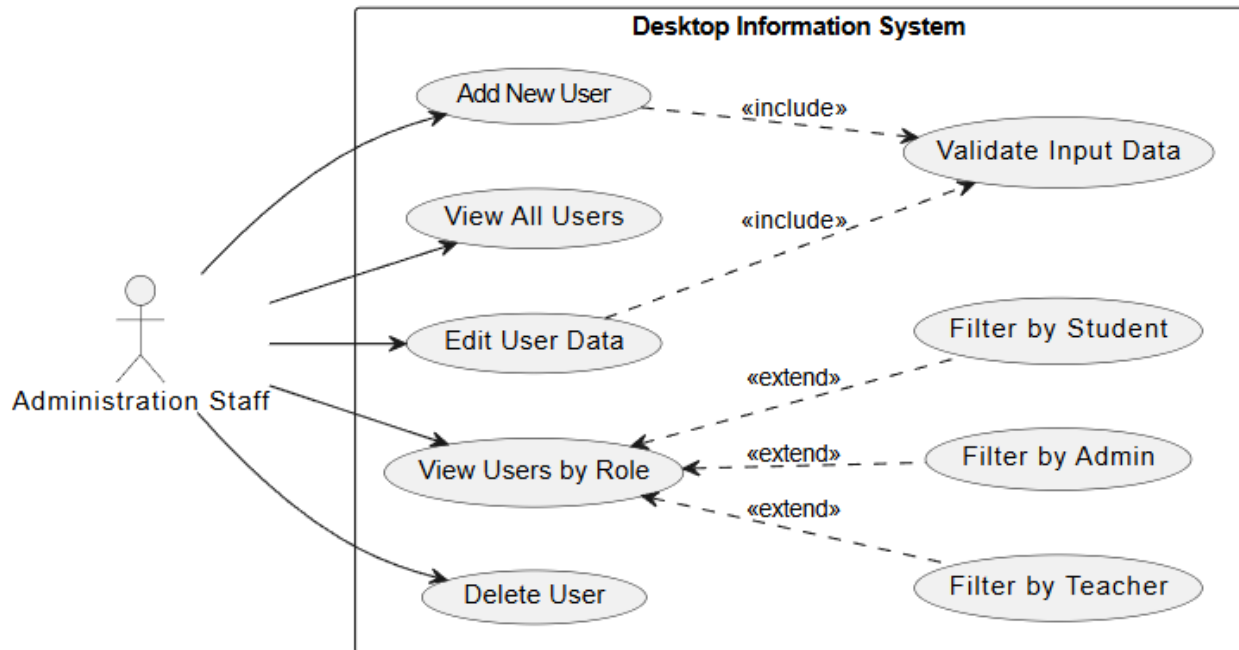 Desktop Information System
Add New User
«include»
Validate Input Data
View All Users
«include»
Edit User Data
Filter by Student
«extend»
Administration Staff
View Users by Role
«extend»
Filter by Admin
«extend»
Filter by Teacher
Delete User